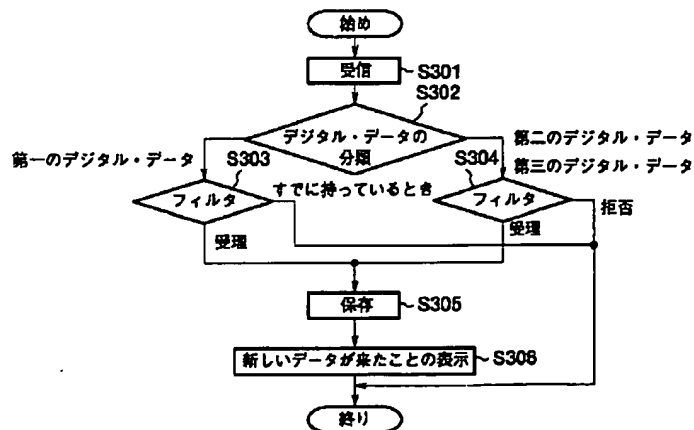 始め
受信 S301
S302
デジタル・データの
分類
第一のデジタル・データ
第二のデジタル・データ
第三のデジタル・データ
S303
S304
すでに持っているとき
フィルタ
フィルタ
拒否
受理
受理
保存 S305
新しいデータが来たことの表示 S306
終り